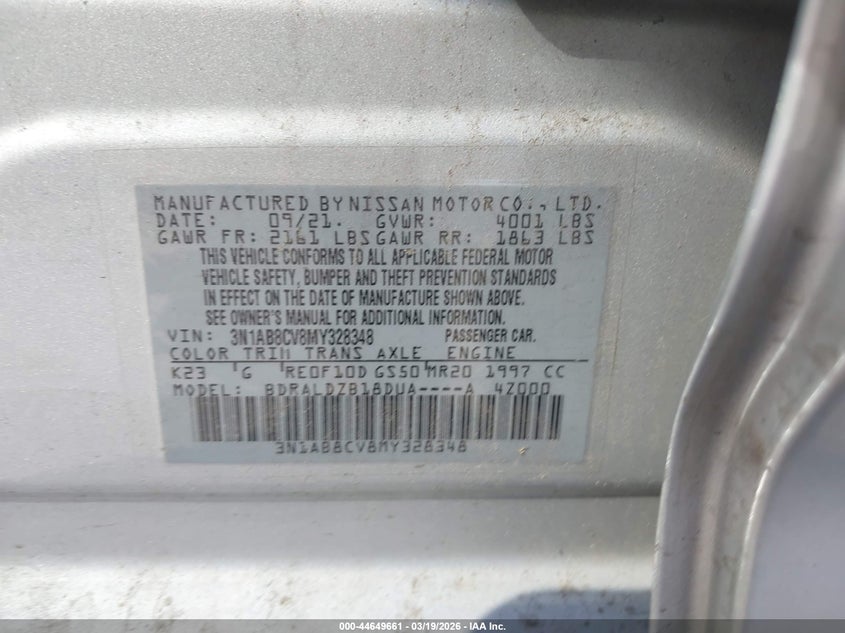 MANUFACTURED BY NISSAN MOTOR CO., LTD.
DATE: 09/21. GVWR: 4001 LBS
GAWR FR: 2161 LBS GAWR RR: 1863 LBS
THIS VEHICLE CONFORMS TO ALL APPLICABLE FEDERAL MOTOR
VEHICLE SAFETY, BUMPER AND THEFT PREVENTION STANDARDS
IN EFFECT ON THE DATE OF MANUFACTURE SHOWN ABOVE.
SEE OWNER'S MANUAL FOR ADDITIONAL INFORMATION.
VIN: 3N1AB8CV8MY328348 PASSENGER CAR.
COLOR TRIM TRANS AXLE ENGINE
K23 G RE0F10D GS50 MR20 1997 CC
MODEL: BDRALDZB18DUA----A 4Z000
3N1AB8CV8MY328348
000-44649661 - 03/19/2026 - IAA Inc.